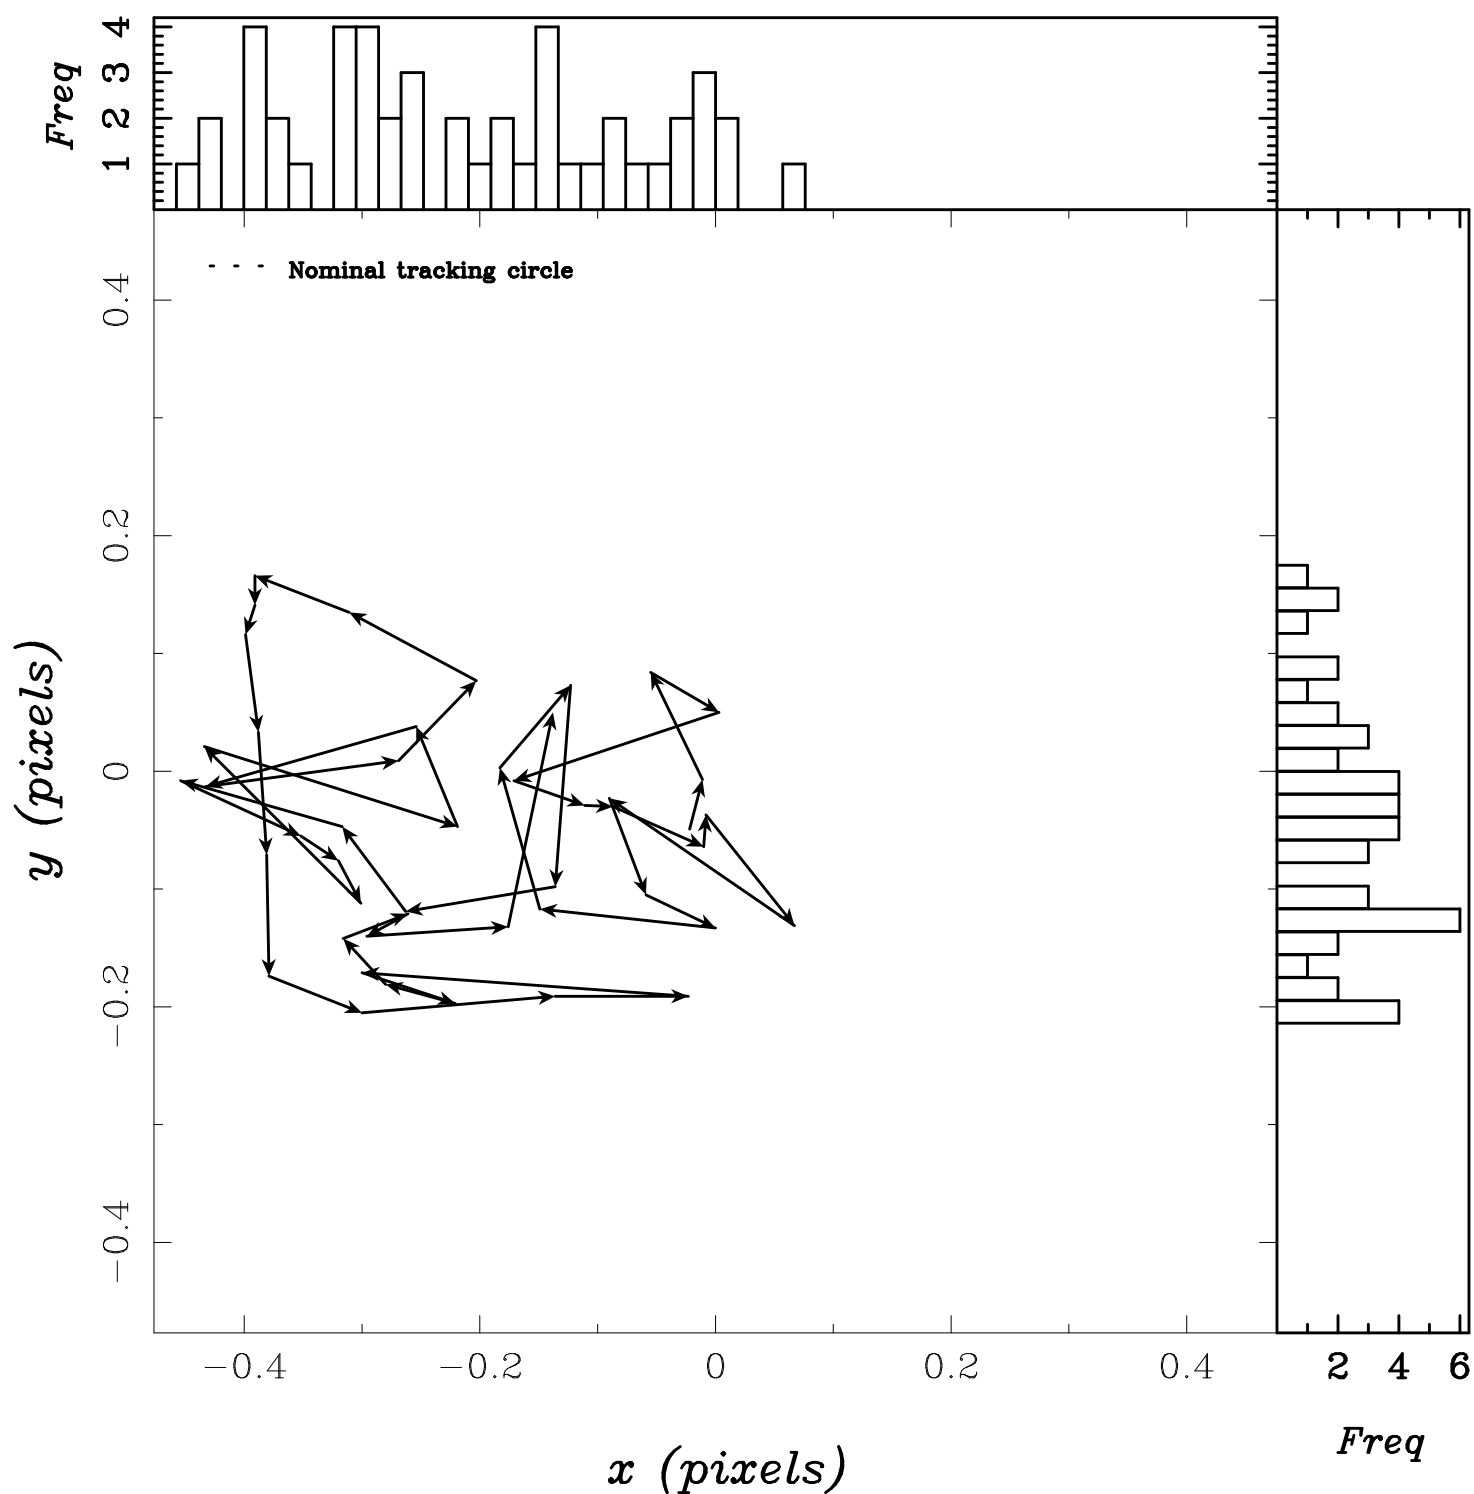 Freq
1 2 3 4
- - - Nominal tracking circle
y (pixels)
0.4
0.2
0
−0.2
−0.4
−0.4 −0.2 0 0.2 0.4
2 4 6
Freq
x (pixels)